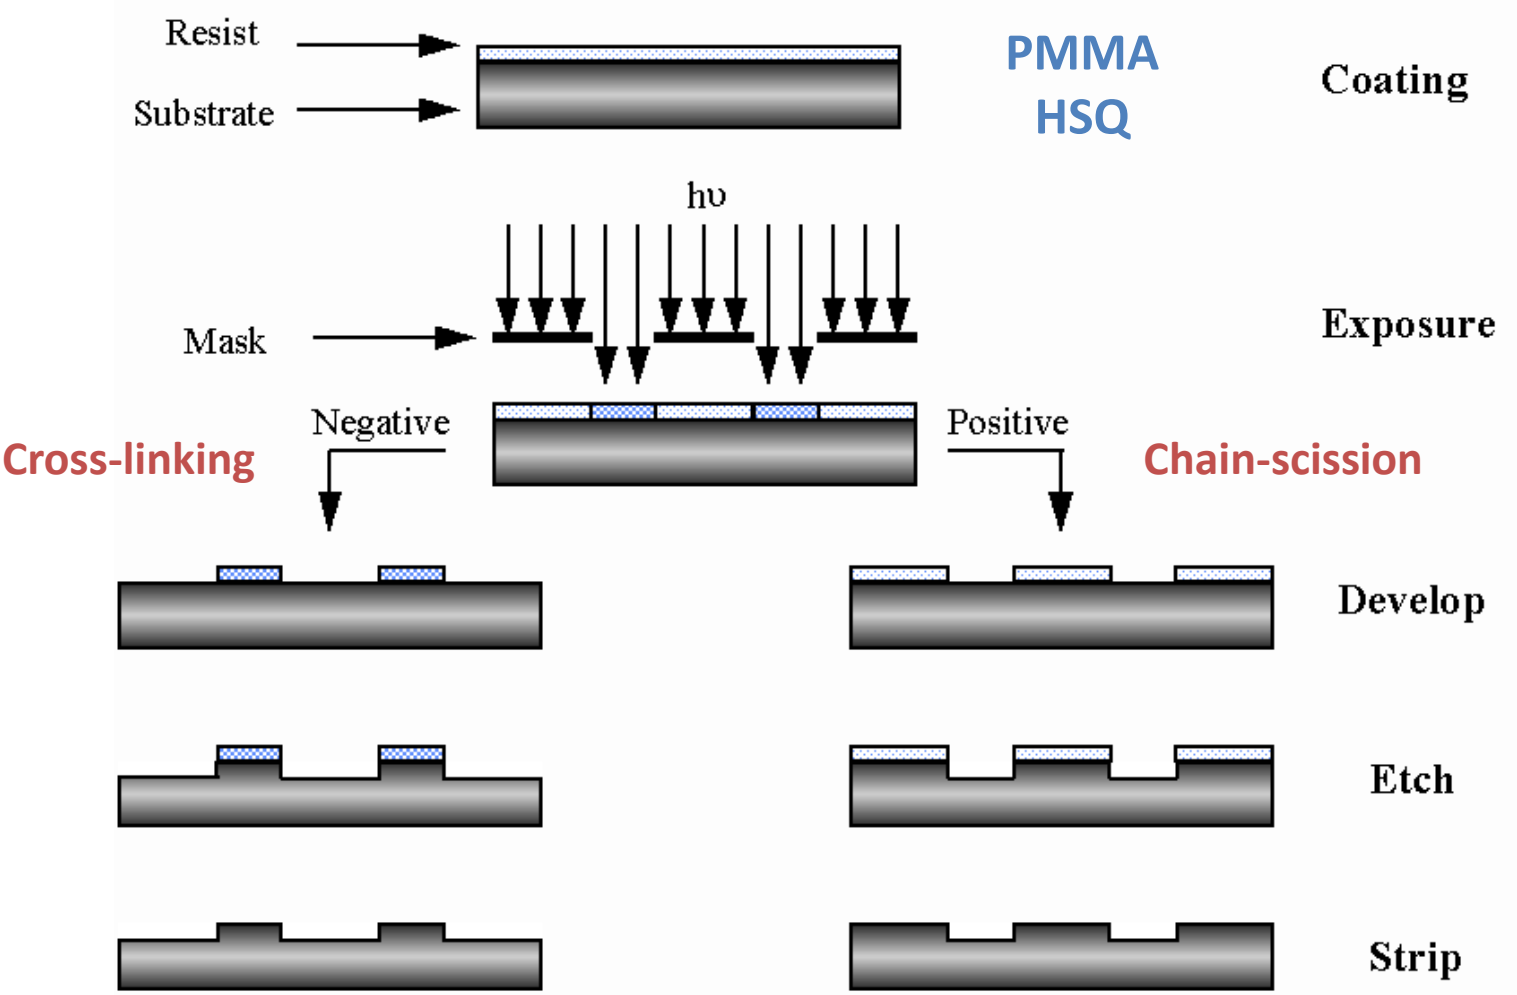 Resist
PMMA
Coating
Substrate
HSQ
hυ
Mask
Exposure
Negative
Positive
Cross-linking
Chain-scission
Develop
Etch
Strip